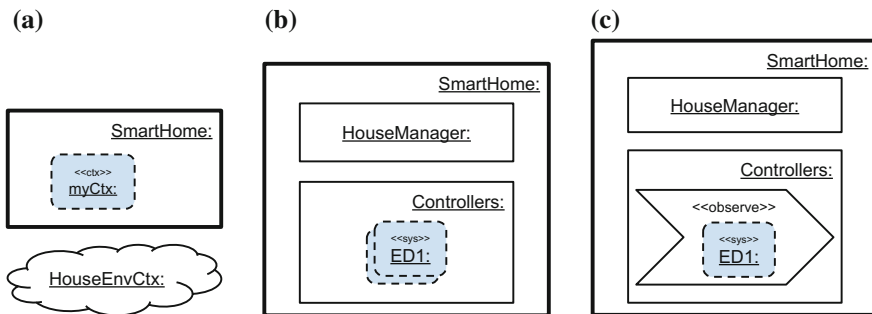 (a)
SmartHome:
<<ctx>>
myCtx:
HouseEnvCtx:
(b)
SmartHome:
HouseManager:
Controllers:
<<sys>>
ED1:
(c)
SmartHome:
HouseManager:
Controllers:
<<observe>>
<<sys>>
ED1: